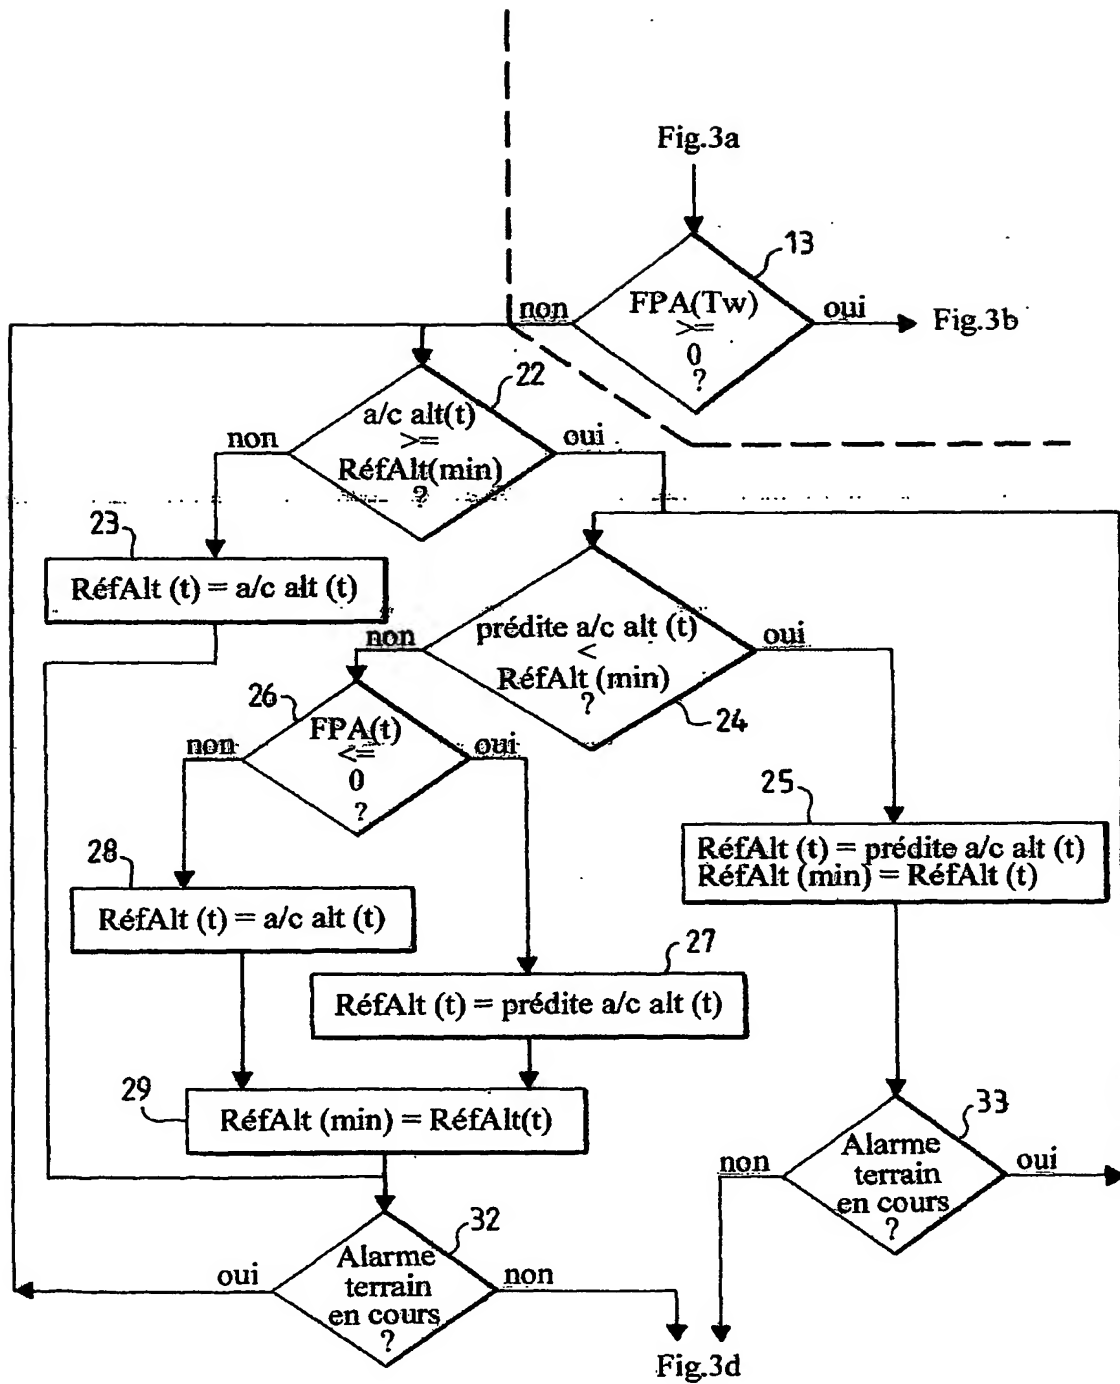 Fig.3a
13
FPA(Tw)
>=
0
?
non
oui
Fig.3b
22
a/c alt(t)
>=
RéfAlt(min)
?
non
oui
23
RéfAlt (t) = a/c alt (t)
prédite a/c alt (t)
<
RéfAlt (min)
?
non
oui
24
26
FPA(t)
<=
0
?
non
oui
25
RéfAlt (t) = prédite a/c alt (t)
RéfAlt (min) = RéfAlt (t)
28
RéfAlt (t) = a/c alt (t)
27
RéfAlt (t) = prédite a/c alt (t)
29
RéfAlt (min) = RéfAlt(t)
33
Alarme
terrain
en cours
?
non
oui
32
Alarme
terrain
en cours
?
oui
non
Fig.3d